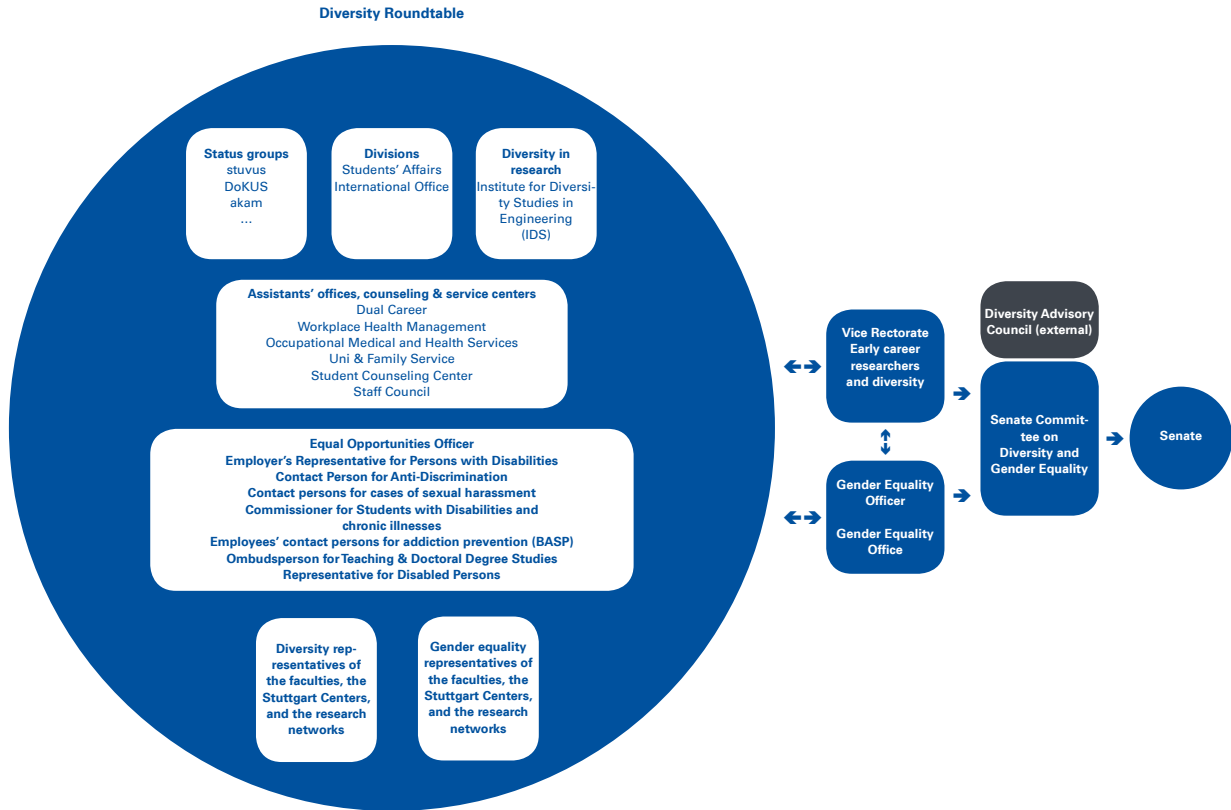 Diversity Roundtable
Status groups
stuvus
DoKUS
akam
...
Divisions
Students’ Affairs
International Office
Diversity in
research
Institute for Diversi-
ty Studies in
Engineering
(IDS)
Assistants’ offices, counseling & service centers
Dual Career
Workplace Health Management
Occupational Medical and Health Services
Uni & Family Service
Student Counseling Center
Staff Council
Equal Opportunities Officer
Employer’s Representative for Persons with Disabilities
Contact Person for Anti-Discrimination
Contact persons for cases of sexual harassment
Commissioner for Students with Disabilities and
chronic illnesses
Employees’ contact persons for addiction prevention (BASP)
Ombudsperson for Teaching & Doctoral Degree Studies
Representative for Disabled Persons
Diversity rep-
resentatives of
the faculties, the
Stuttgart Centers,
and the research
networks
Gender equality
representatives of
the faculties, the
Stuttgart Centers,
and the research
networks
Vice Rectorate
Early career
researchers
and diversity
Gender Equality
Officer
Gender Equality
Office
Diversity Advisory
Council (external)
Senate Commit-
tee on
Diversity and
Gender Equality
Senate